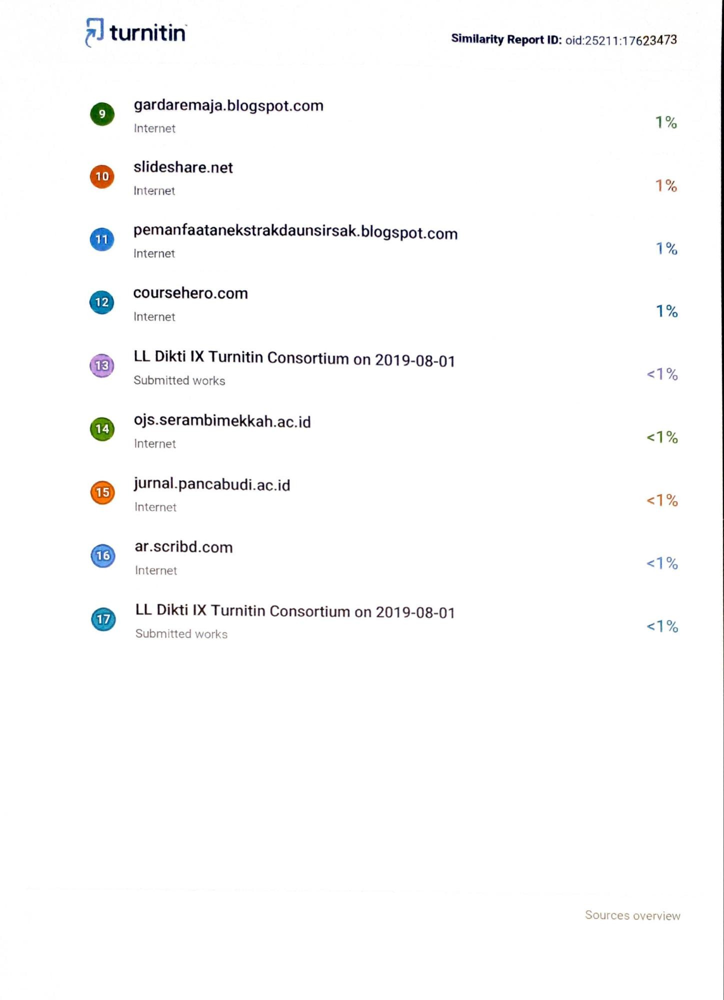 turnitin
Similarity Report ID: oid:25211:17623473
9
gardaremaja.blogspot.com
Internet
1%
10
slideshare.net
Internet
1%
11
pemanfaatanekstrakdaunsirsak.blogspot.com
Internet
1%
12
coursehero.com
Internet
1%
13
LL Dikti IX Turnitin Consortium on 2019-08-01
Submitted works
<1%
14
ojs.serambimekkah.ac.id
Internet
<1%
15
jurnal.pancabudi.ac.id
Internet
<1%
16
ar.scribd.com
Internet
<1%
17
LL Dikti IX Turnitin Consortium on 2019-08-01
Submitted works
<1%
Sources overview